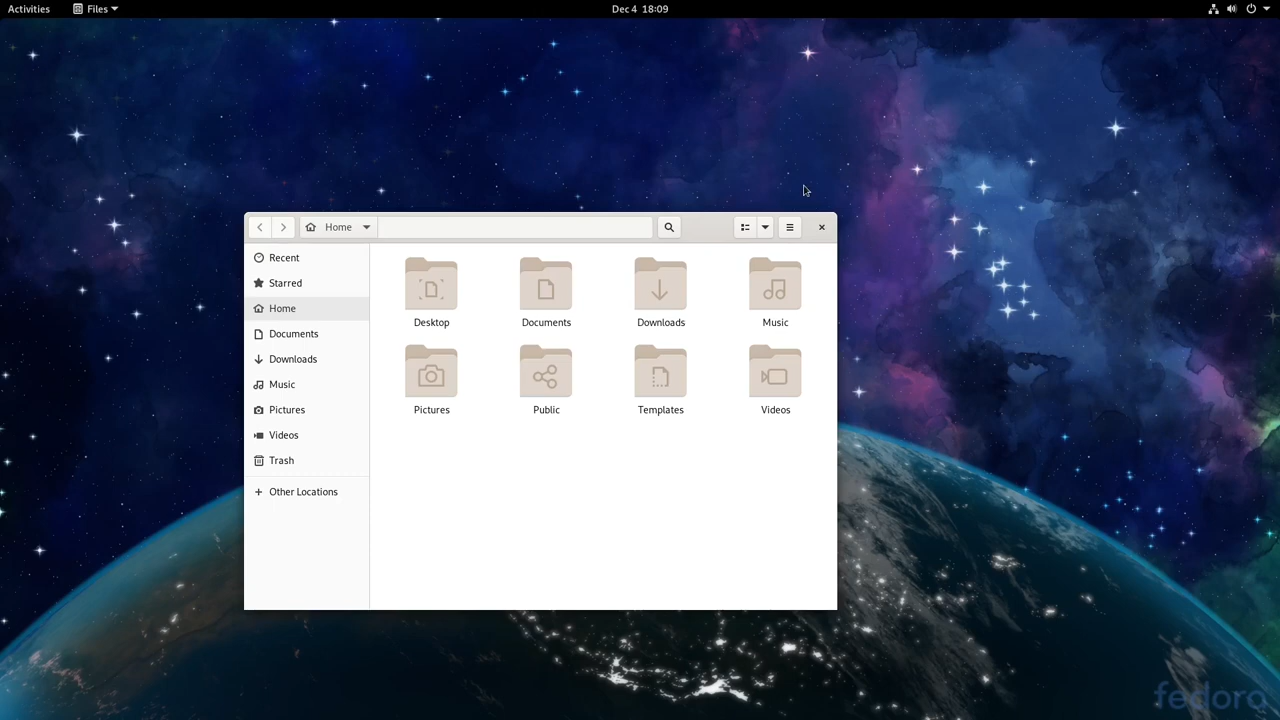 Activities Files Dec 4 18:09
Home
Recent
Starred
Home
Documents
Downloads
Music
Pictures
Videos
Trash
Other Locations
Desktop Documents Downloads Music
Pictures Public Templates Videos
fedora